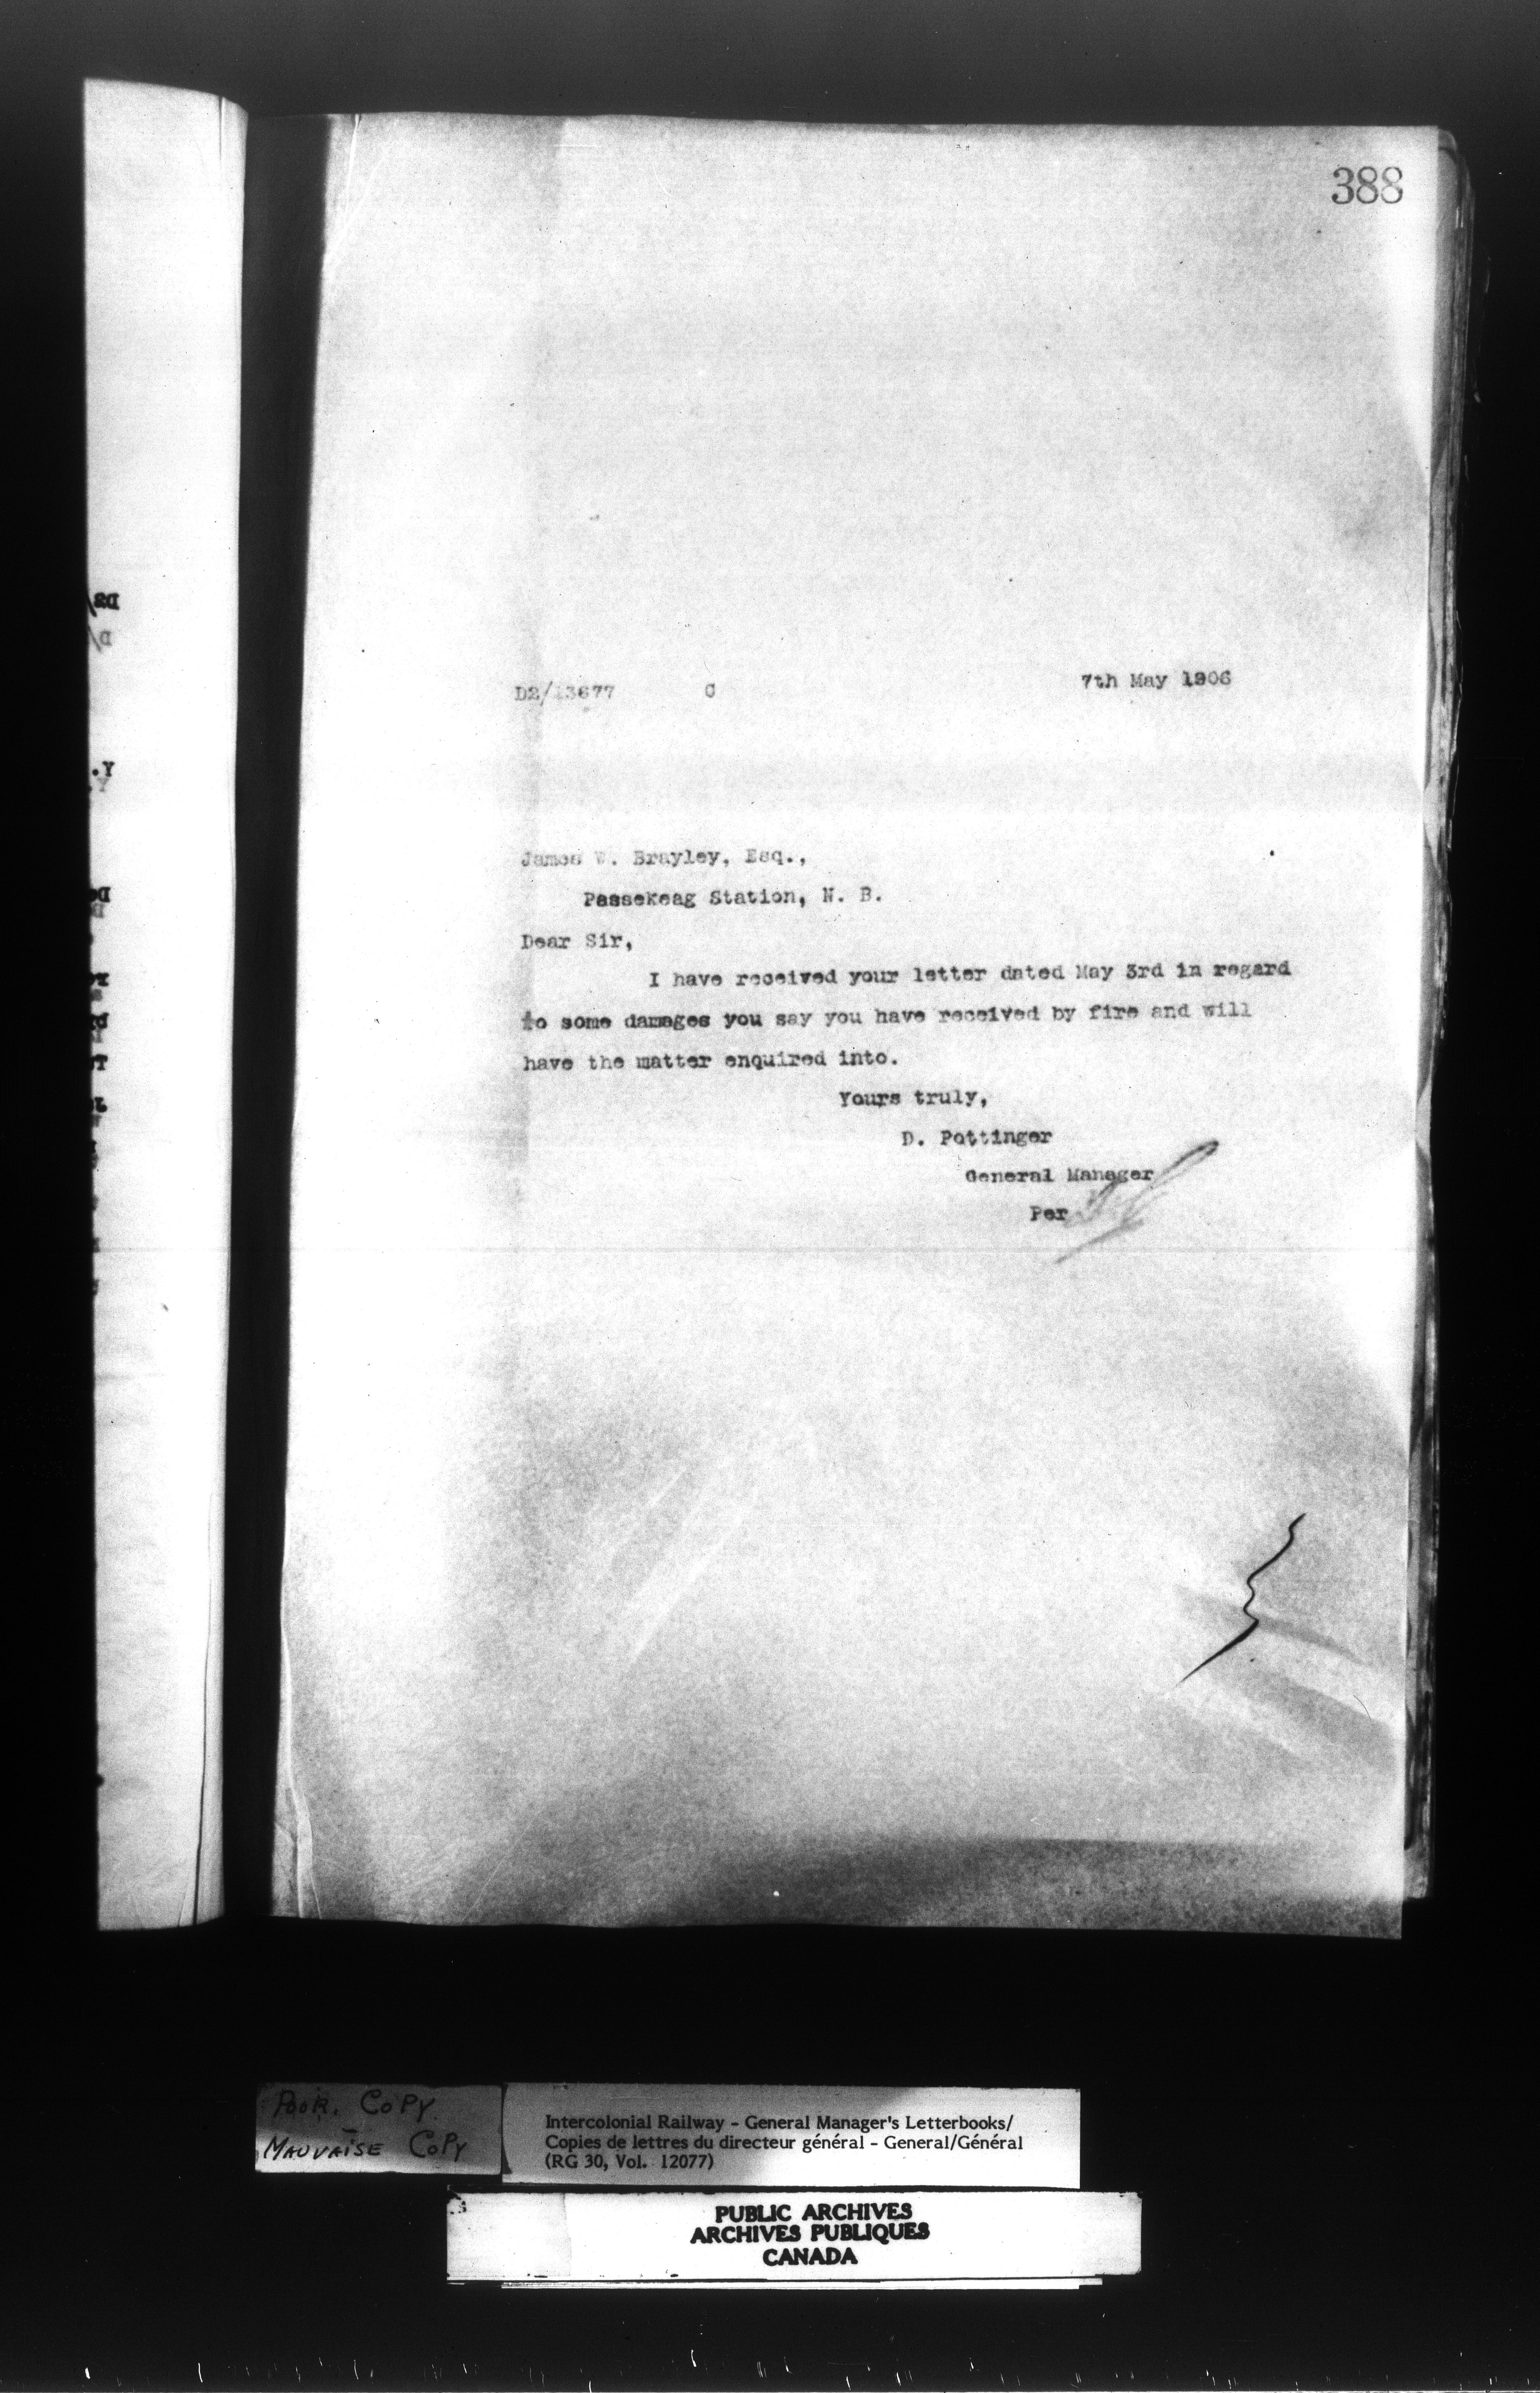 388
D2/13677 C 7th May 1906
James W. Brayley, Esq.,
Passekeag Station, N. B.
Dear Sir,
I have received your letter dated May 3rd in regard
to some damages you say you have received by fire and will
have the matter enquired into.
Yours truly,
D. Pottinger
General Manager
Per
POOR. COPY
MAUVAISE COPY
Intercolonial Railway - General Manager's Letterbooks/
Copies de lettres du directeur général - General/Général
(RG 30, Vol. 12077)
PUBLIC ARCHIVES
ARCHIVES PUBLIQUES
CANADA